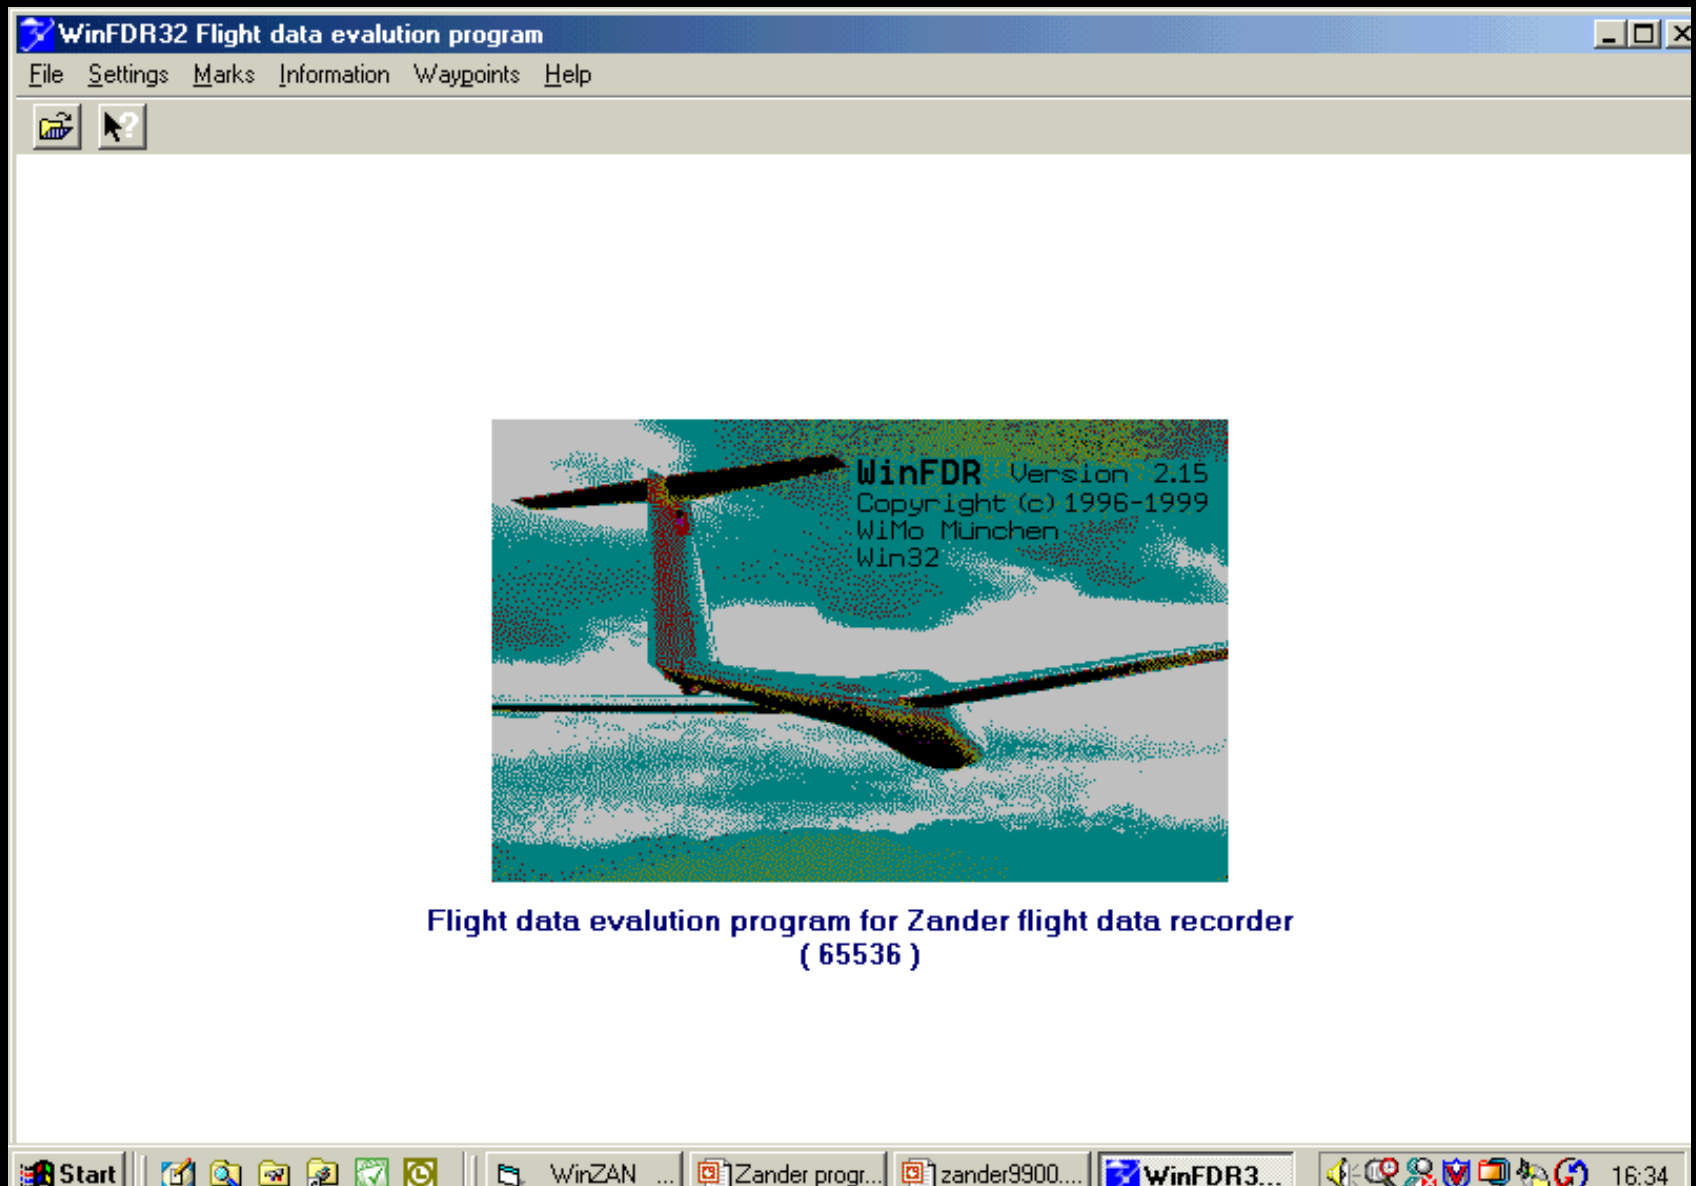 WinFDR32 Flight data evalution program
File Settings Marks Information Waypoints Help
WinFDR Version 2.15
Copyright (c) 1996-1999
WiMo München
Win32
Flight data evalution program for Zander flight data recorder
( 65536 )
Start WinZAN ... Zander progr... zander9900.... WinFDR3... 16:34